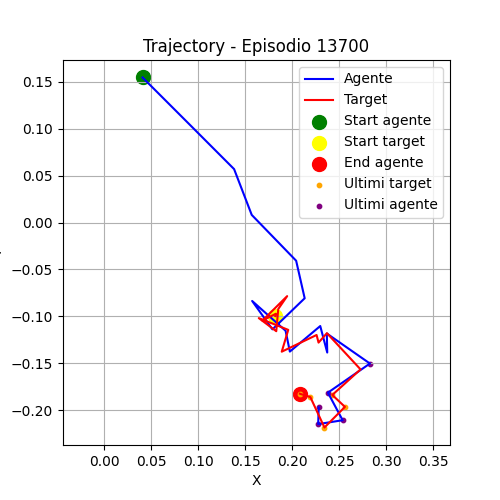 Trajectory - Episodio 13700
Agente
Target
Start agente
Start target
End agente
Ultimi target
Ultimi agente
0.15
0.10
0.05
0.00
−0.05
−0.10
−0.15
−0.20
0.00 0.05 0.10 0.15 0.20 0.25 0.30 0.35
X